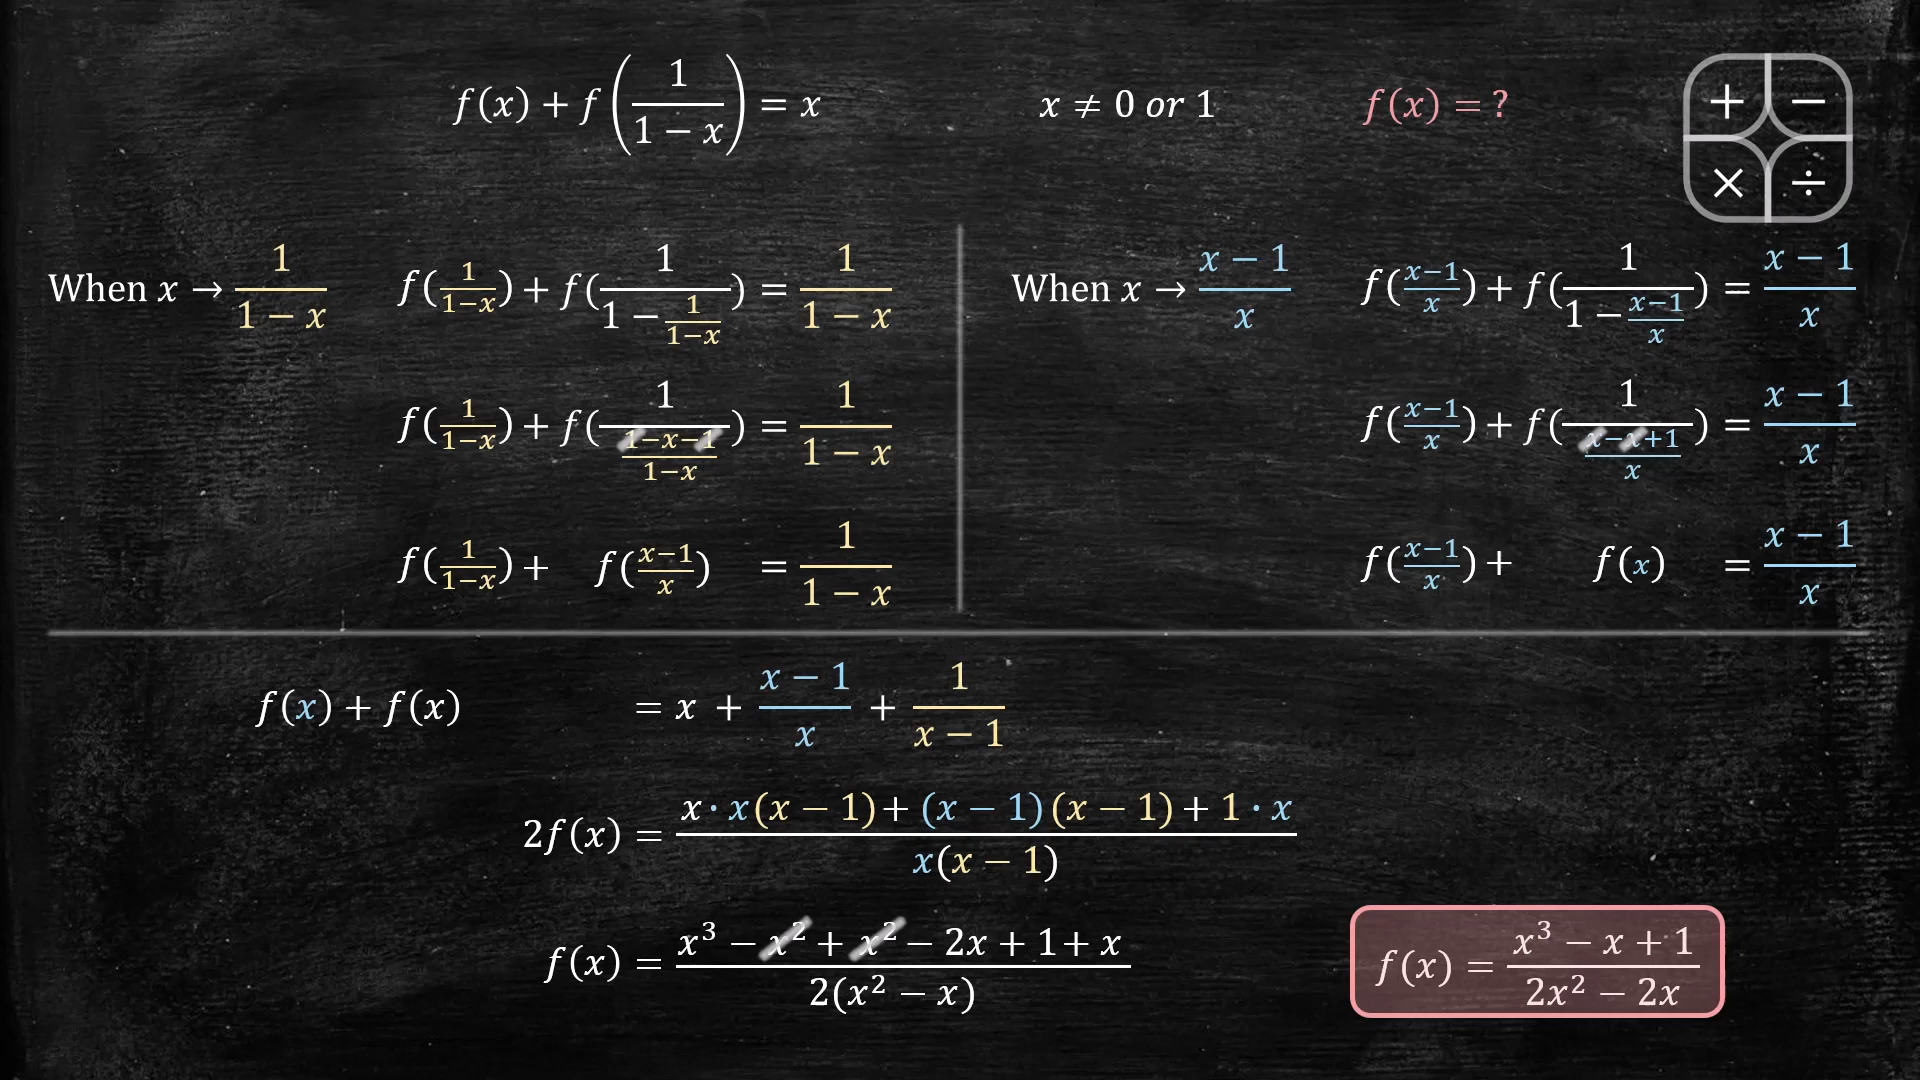 f(x) + f(1/(1 − x)) = x    x ≠ 0 or 1    f(x) = ?
+ −
× ÷
When x → 1/(1 − x)    f(1/(1−x)) + f(1/(1 − 1/(1−x))) = 1/(1 − x)
f(1/(1−x)) + f(1/((1−x−1)/(1−x))) = 1/(1 − x)
f(1/(1−x)) + f((x−1)/x) = 1/(1 − x)
When x → (x − 1)/x    f((x−1)/x) + f(1/(1 − (x−1)/x)) = (x − 1)/x
f((x−1)/x) + f(1/((x−x+1)/x)) = (x − 1)/x
f((x−1)/x) + f(x) = (x − 1)/x
f(x) + f(x) = x + (x − 1)/x + 1/(x − 1)
2f(x) = (x · x(x − 1) + (x − 1)(x − 1) + 1 · x)/(x(x − 1))
f(x) = (x³ − x² + x² − 2x + 1 + x)/(2(x² − x))
f(x) = (x³ − x + 1)/(2x² − 2x)